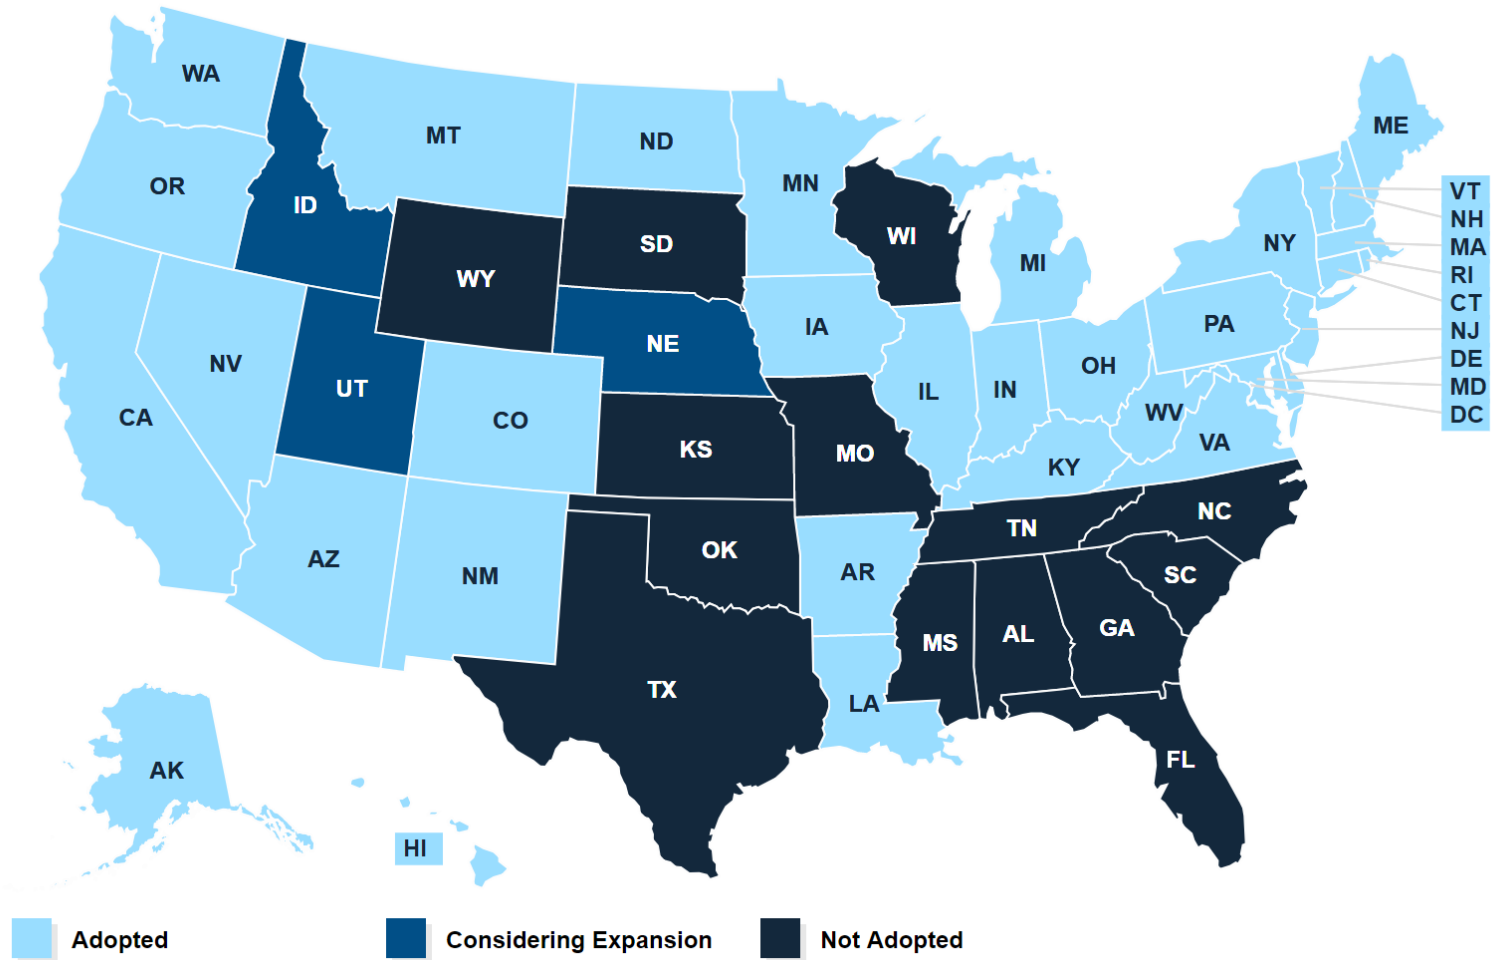 WA
MT
ND
MN
ME
OR
ID
SD
WI
MI
NY
VT
NH
MA
RI
CT
NJ
DE
MD
DC
WY
NE
IA
PA
NV
UT
CO
IL
IN
OH
WV
VA
CA
KS
MO
KY
AZ
NM
OK
AR
TN
NC
SC
MS
AL
GA
TX
LA
FL
AK
HI
Adopted
Considering Expansion
Not Adopted